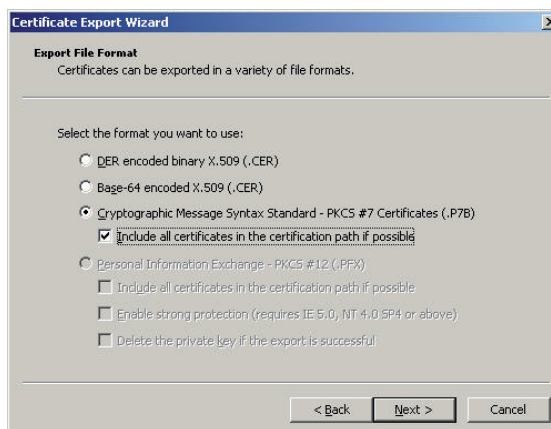 Certificate Export Wizard
Export File Format
Certificates can be exported in a variety of file formats.
Select the format you want to use:
DER encoded binary X.509 (.CER)
Base-64 encoded X.509 (.CER)
Cryptographic Message Syntax Standard - PKCS #7 Certificates (.P7B)
Include all certificates in the certification path if possible
Personal Information Exchange - PKCS #12 (.PFX)
Include all certificates in the certification path if possible
Enable strong protection (requires IE 5.0, NT 4.0 SP4 or above)
Delete the private key if the export is successful
< Back Next > Cancel